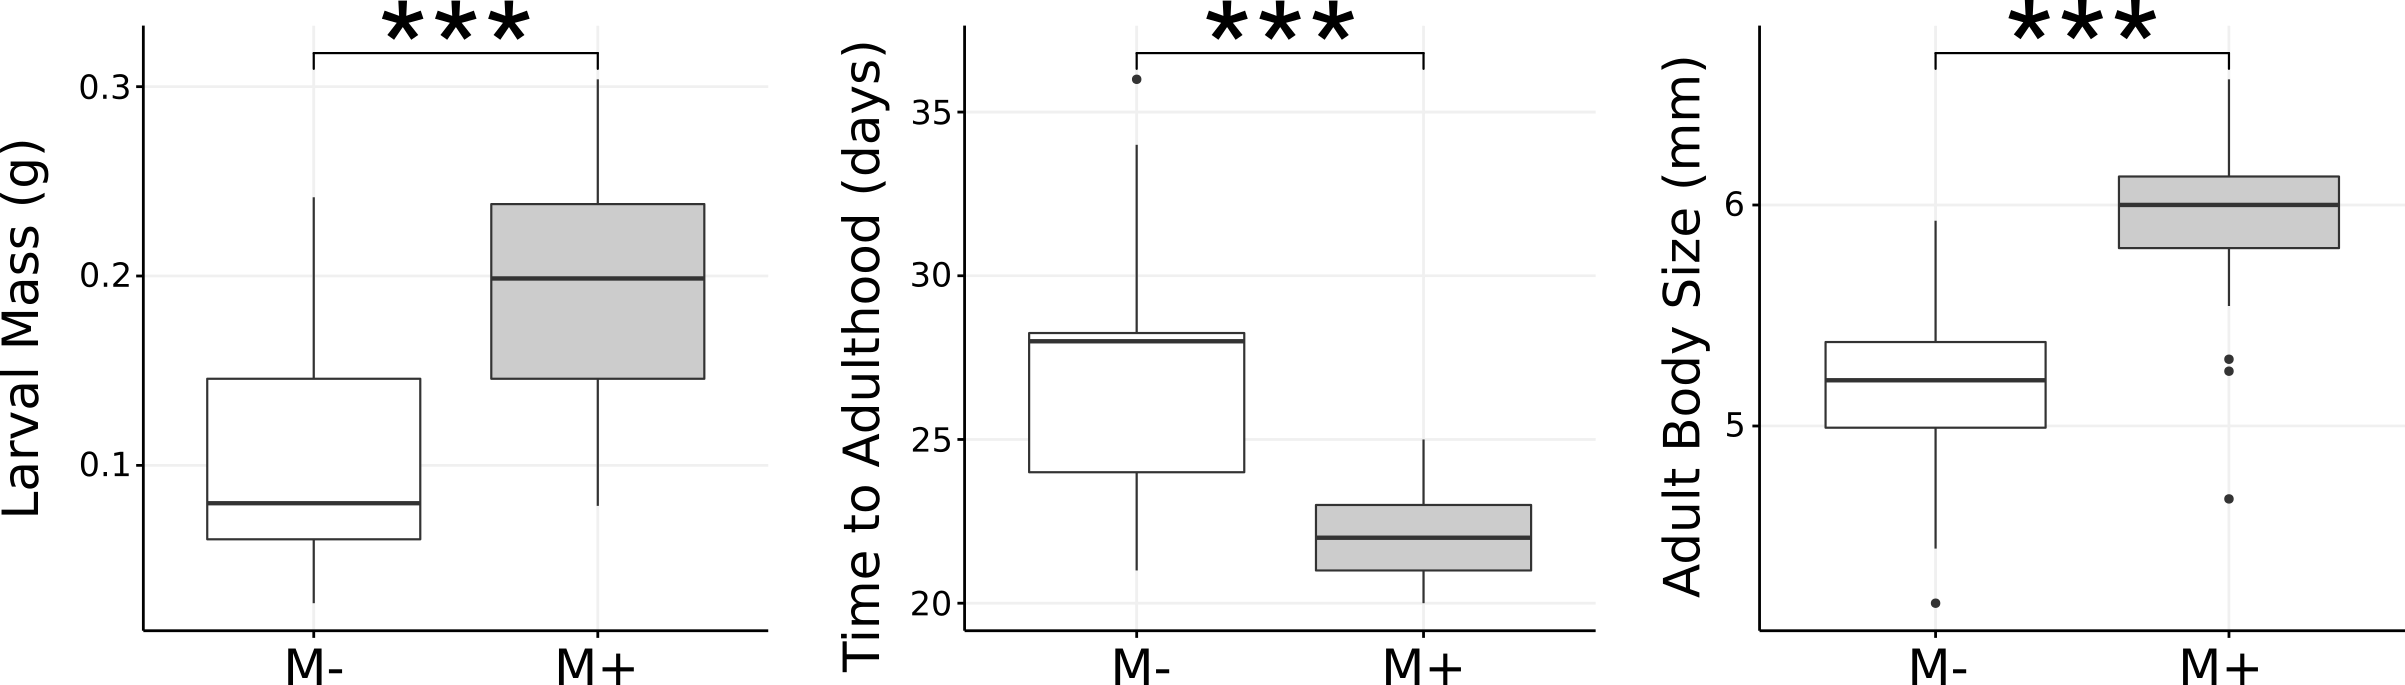 Larval Mass (g)
0.3
0.2
0.1
***
M-
M+
Time to Adulthood (days)
35
30
25
20
***
M-
M+
Adult Body Size (mm)
6
5
***
M-
M+